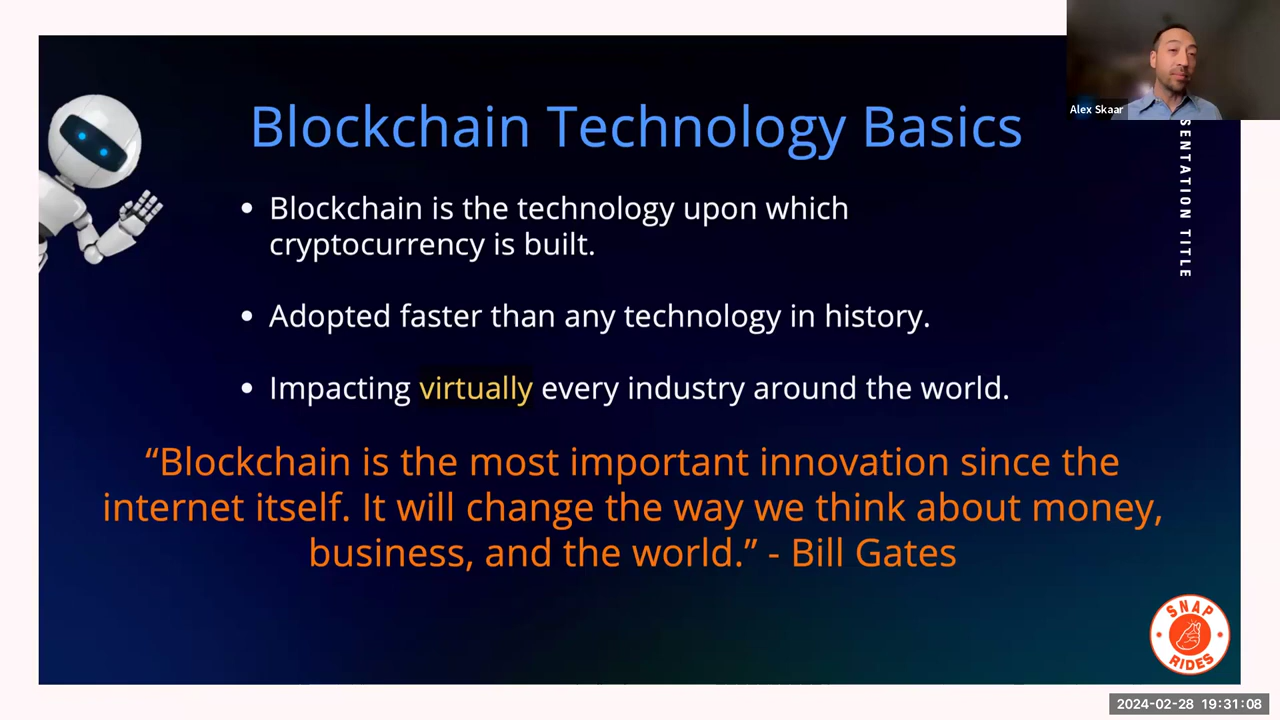 Alex Skaar
SENTATION TITLE
Blockchain Technology Basics
• Blockchain is the technology upon which
cryptocurrency is built.
• Adopted faster than any technology in history.
• Impacting virtually every industry around the world.
“Blockchain is the most important innovation since the
internet itself. It will change the way we think about money,
business, and the world.” - Bill Gates
SNAP
RIDES
2024-02-28 19:31:08